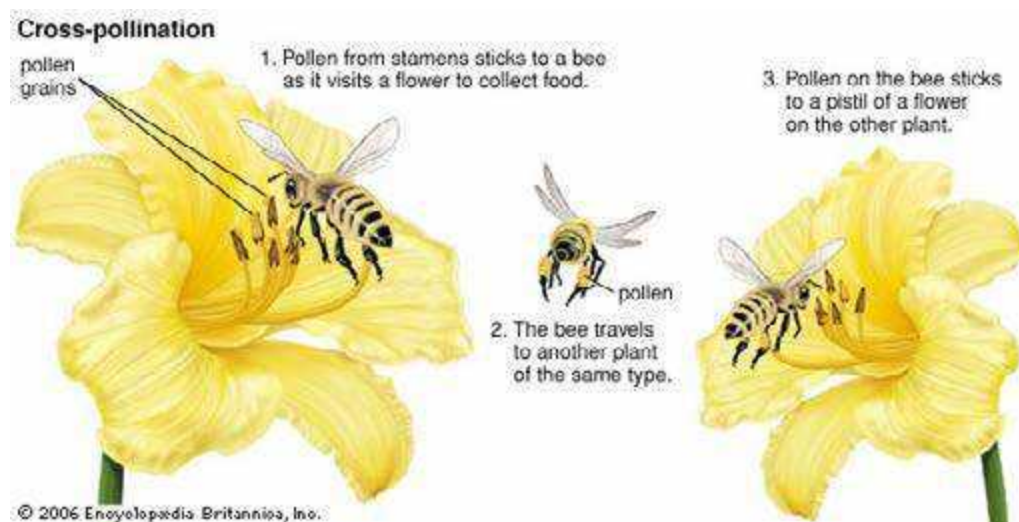 Cross-pollination
pollen
grains
1. Pollen from stamens sticks to a bee
as it visits a flower to collect food.
pollen
2. The bee travels
to another plant
of the same type.
3. Pollen on the bee sticks
to a pistil of a flower
on the other plant.
© 2006 Encyclopædia Britannica, Inc.